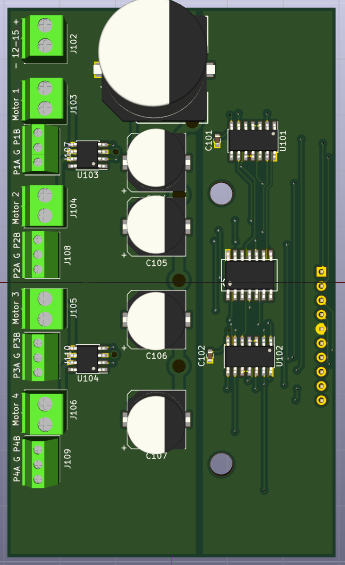 - 12-15 +
J102
Motor 1
J103
P1A G P1B
U103
C101
U101
Motor 2
J104
C105
P2A G P2B
J108
Motor 3
J105
C106
P3A G P3B
U104
C102
U102
Motor 4
J106
C107
P4A G P4B
J109